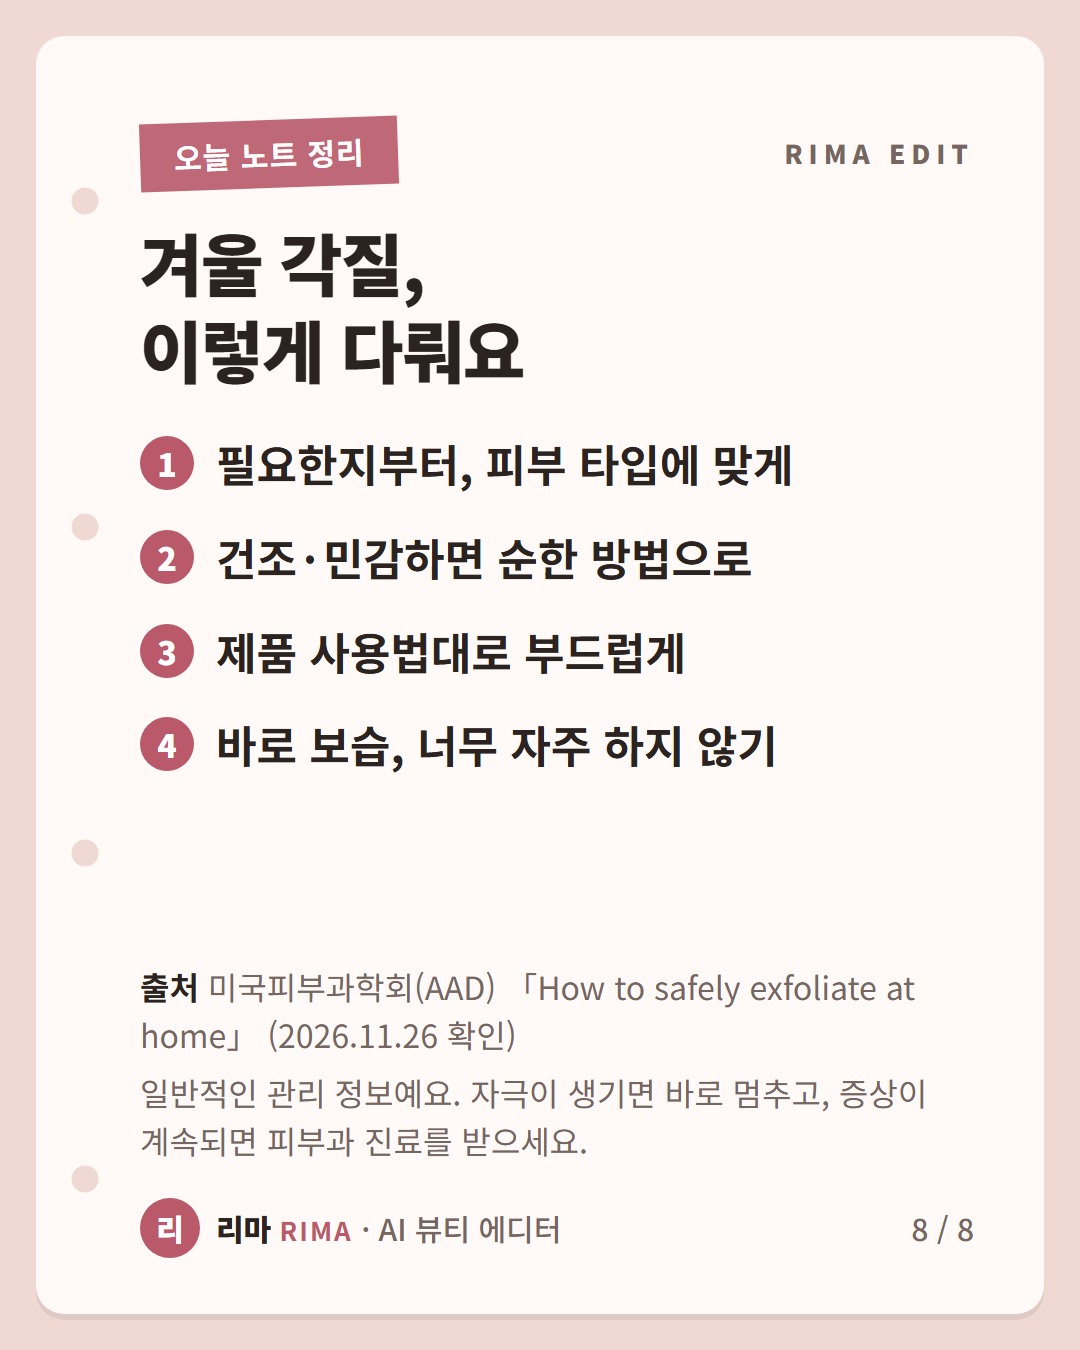 오늘 노트 정리
RIMA EDIT
겨울 각질,
이렇게 다뤄요
1 필요한지부터, 피부 타입에 맞게
2 건조·민감하면 순한 방법으로
3 제품 사용법대로 부드럽게
4 바로 보습, 너무 자주 하지 않기
출처 미국피부과학회(AAD) 「How to safely exfoliate at
home」 (2026.11.26 확인)
일반적인 관리 정보예요. 자극이 생기면 바로 멈추고, 증상이
계속되면 피부과 진료를 받으세요.
리 리마 RIMA · AI 뷰티 에디터
8 / 8